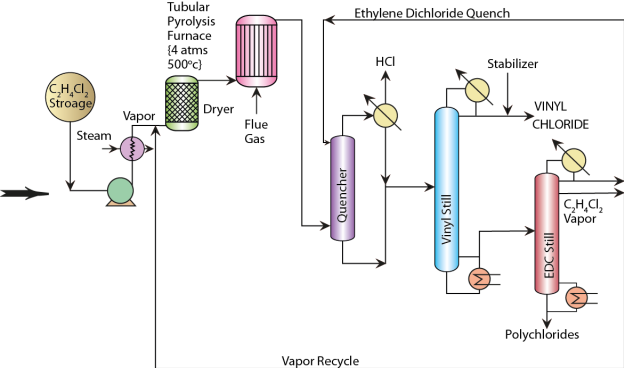 Tubular
Pyrolysis
Furnace
{4 atms
500ºc}
Ethylene Dichloride Quench
C2H4Cl2
Stroage
Vapor
Steam
Dryer
Flue
Gas
HCl
Stabilizer
VINYL
CHLORIDE
Quencher
Vinyl Still
EDC Still
C2H4Cl2
Vapor
Polychlorides
Vapor Recycle